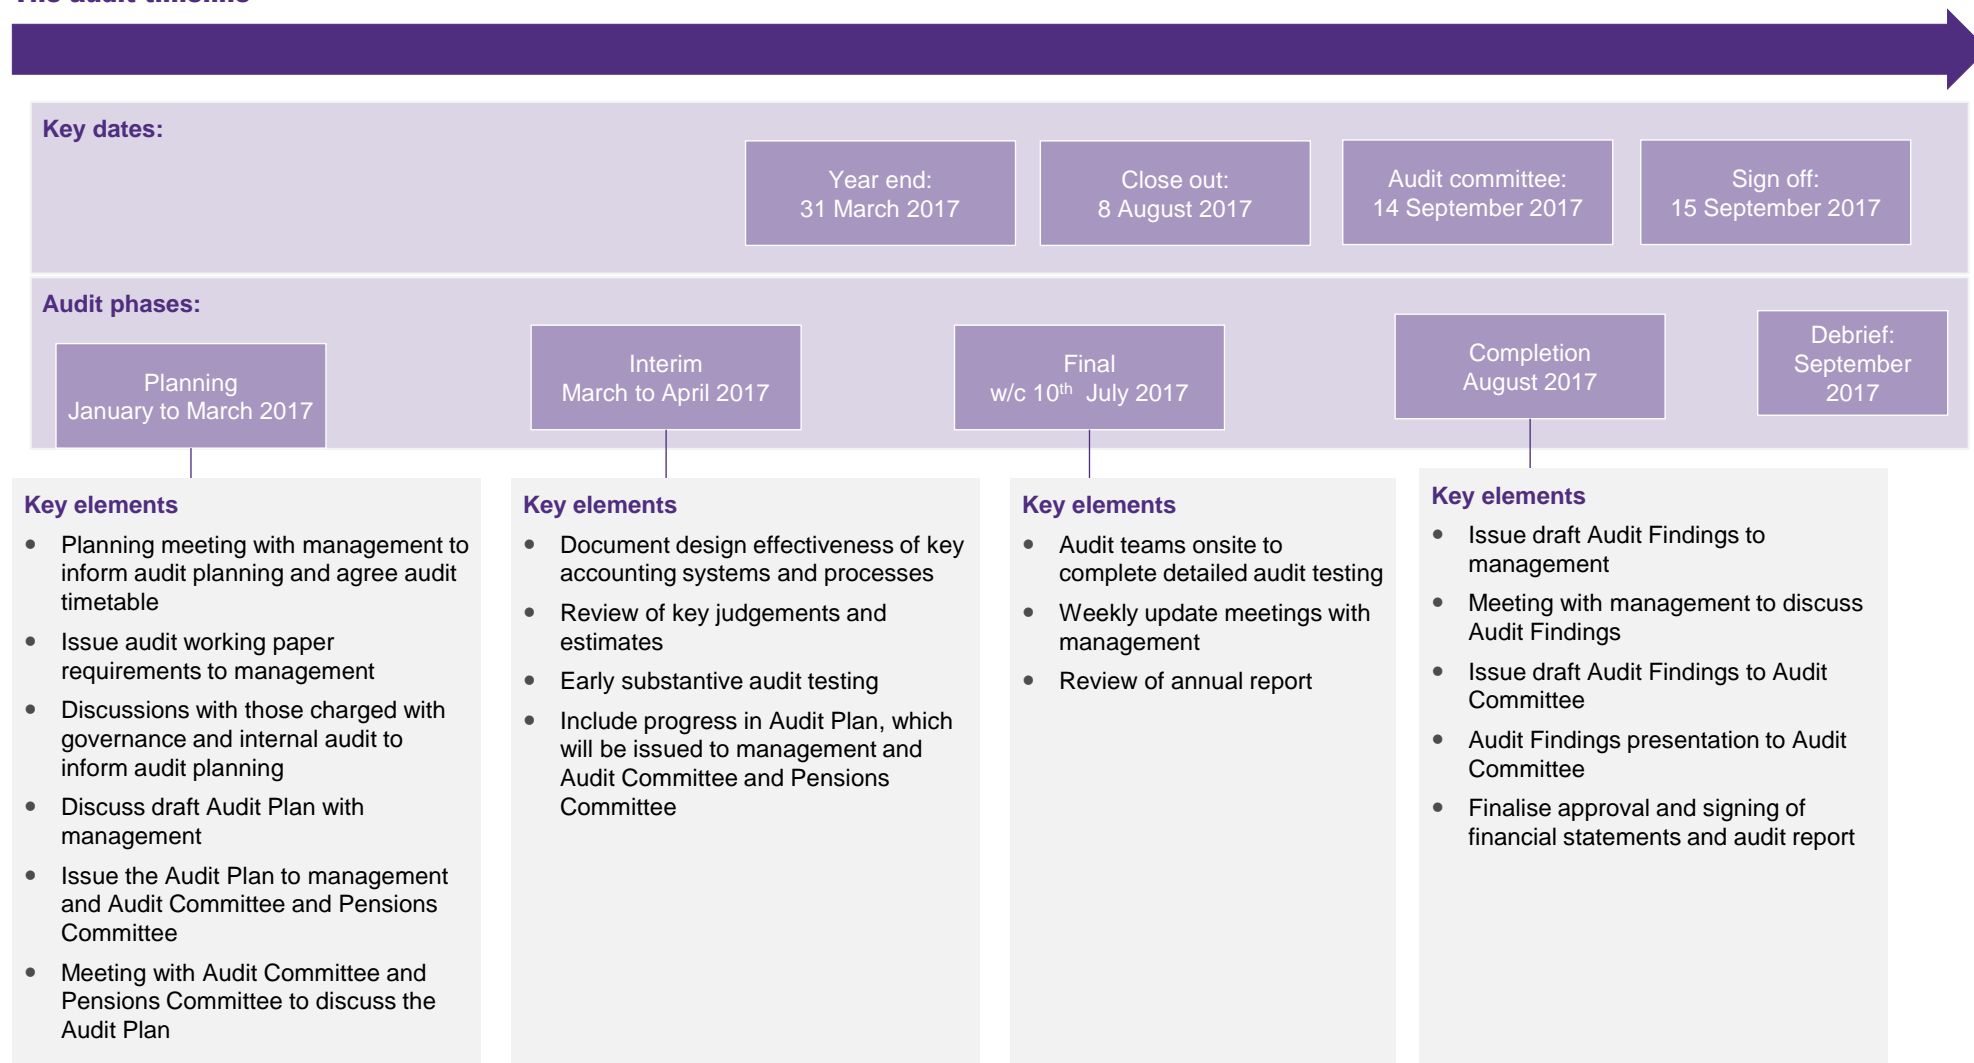 The audit timeline
Key dates:
Year end:
31 March 2017
Close out:
8 August 2017
Audit committee:
14 September 2017
Sign off:
15 September 2017
Audit phases:
Planning
January to March 2017
Interim
March to April 2017
Final
w/c 10th July 2017
Completion
August 2017
Debrief:
September
2017
Key elements
• Planning meeting with management to
inform audit planning and agree audit
timetable
• Issue audit working paper
requirements to management
• Discussions with those charged with
governance and internal audit to
inform audit planning
• Discuss draft Audit Plan with
management
• Issue the Audit Plan to management
and Audit Committee and Pensions
Committee
• Meeting with Audit Committee and
Pensions Committee to discuss the
Audit Plan
Key elements
• Document design effectiveness of key
accounting systems and processes
• Review of key judgements and
estimates
• Early substantive audit testing
• Include progress in Audit Plan, which
will be issued to management and
Audit Committee and Pensions
Committee
Key elements
• Audit teams onsite to
complete detailed audit testing
• Weekly update meetings with
management
• Review of annual report
Key elements
• Issue draft Audit Findings to
management
• Meeting with management to discuss
Audit Findings
• Issue draft Audit Findings to Audit
Committee
• Audit Findings presentation to Audit
Committee
• Finalise approval and signing of
financial statements and audit report